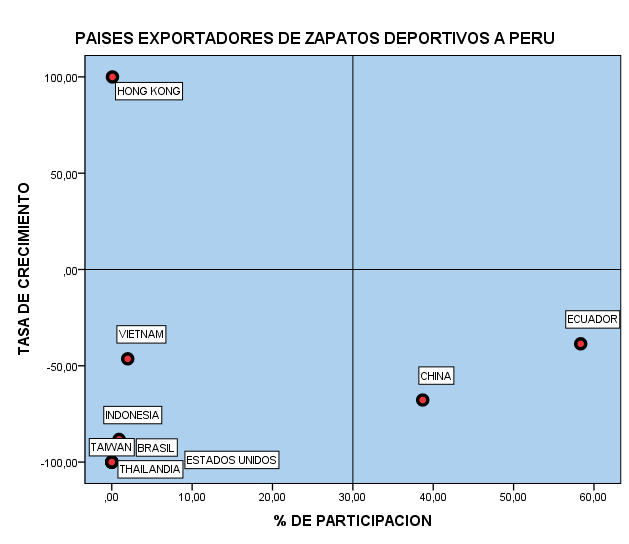 PAISES EXPORTADORES DE ZAPATOS DEPORTIVOS A PERU
100,00
HONG KONG
50,00
TASA DE CRECIMIENTO
,00
ECUADOR
VIETNAM
-50,00
CHINA
INDONESIA
TAIWAN
BRASIL
-100,00
ESTADOS UNIDOS
THAILANDIA
,00 10,00 20,00 30,00 40,00 50,00 60,00
% DE PARTICIPACION